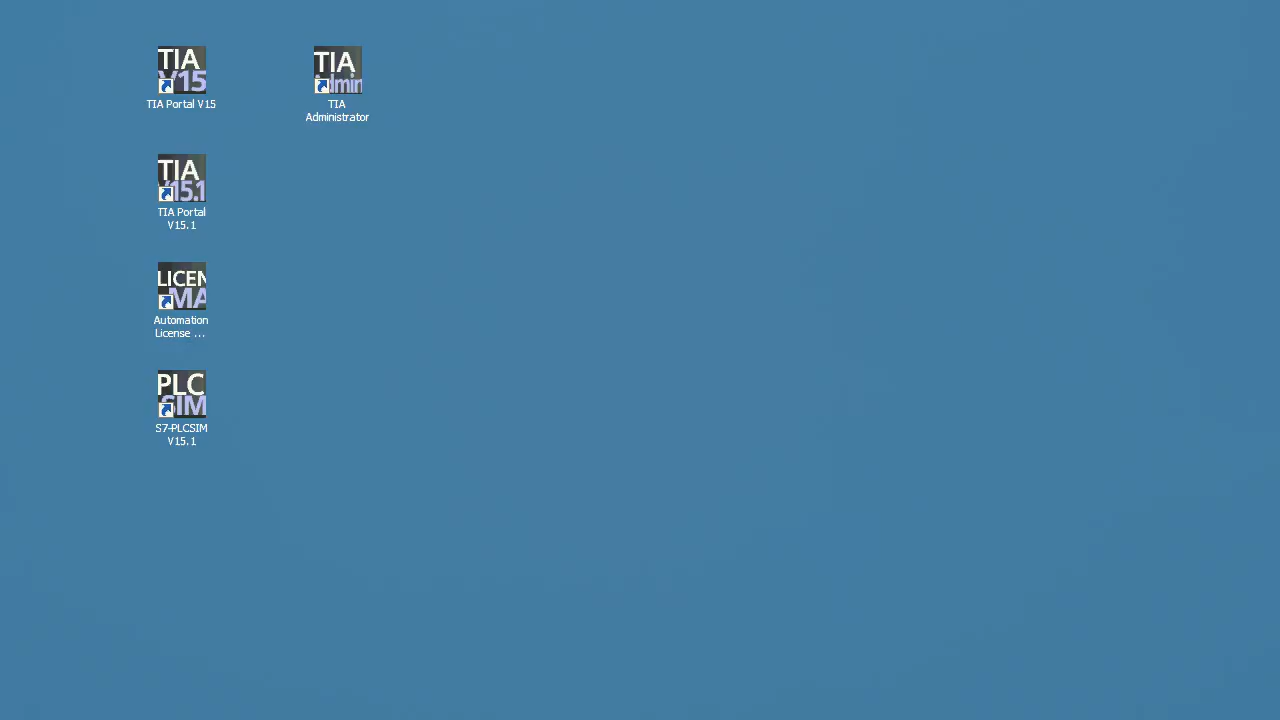 TIA
V15
TIA Portal V15
TIA
Admin
TIA
Administrator
TIA
V15.1
TIA Portal
V15.1
LICEN
MA
Automation
License ...
PLC
SIM
S7-PLCSIM
V15.1